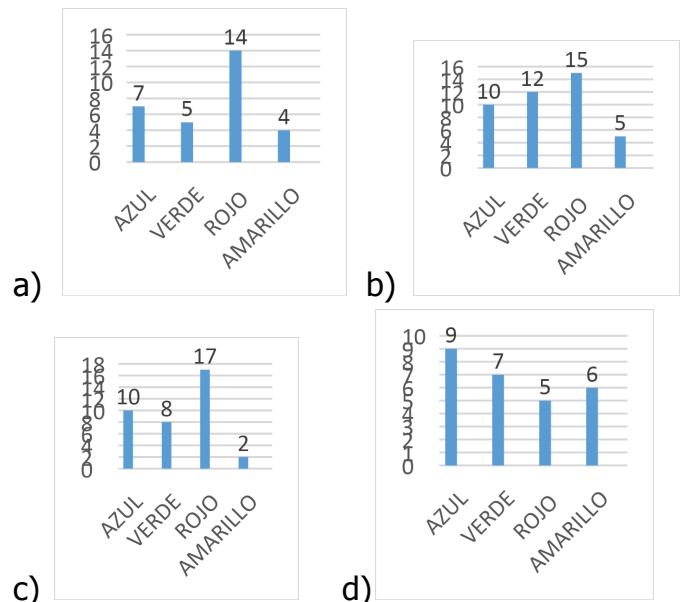 a)
16
14
12
10
8
6
4
2
0
7
5
14
4
AZUL
VERDE
ROJO
AMARILLO
b)
16
14
12
10
8
6
4
2
0
10
12
15
5
AZUL
VERDE
ROJO
AMARILLO
c)
18
16
14
12
10
8
6
4
2
0
10
8
17
2
AZUL
VERDE
ROJO
AMARILLO
d)
10
9
8
7
6
5
4
3
2
1
0
9
7
5
6
AZUL
VERDE
ROJO
AMARILLO